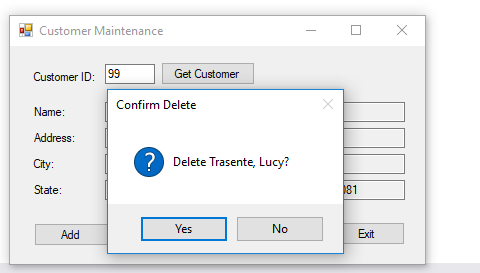 Customer Maintenance
Customer ID: 99 Get Customer
Confirm Delete
Name:
Address:
Delete Trasente, Lucy?
City:
State: 081
Yes No
Add Exit